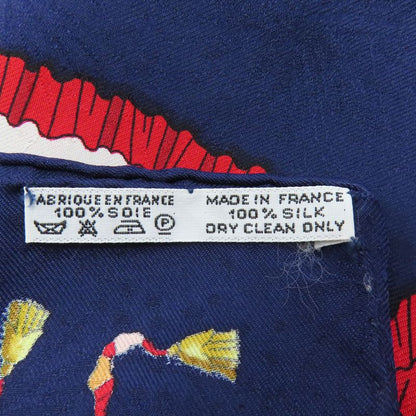 FABRIQUE EN FRANCE
100% SOIE
P
MADE IN FRANCE
100% SILK
DRY CLEAN ONLY